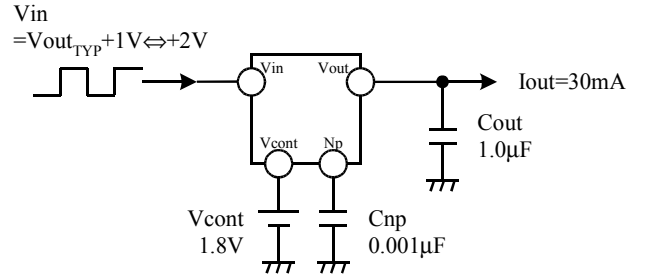 Vin
=Vout_TYP+1V⇔+2V
Vin
Vout
Iout=30mA
Cout
1.0μF
Vcont
Np
Vcont
1.8V
Cnp
0.001μF